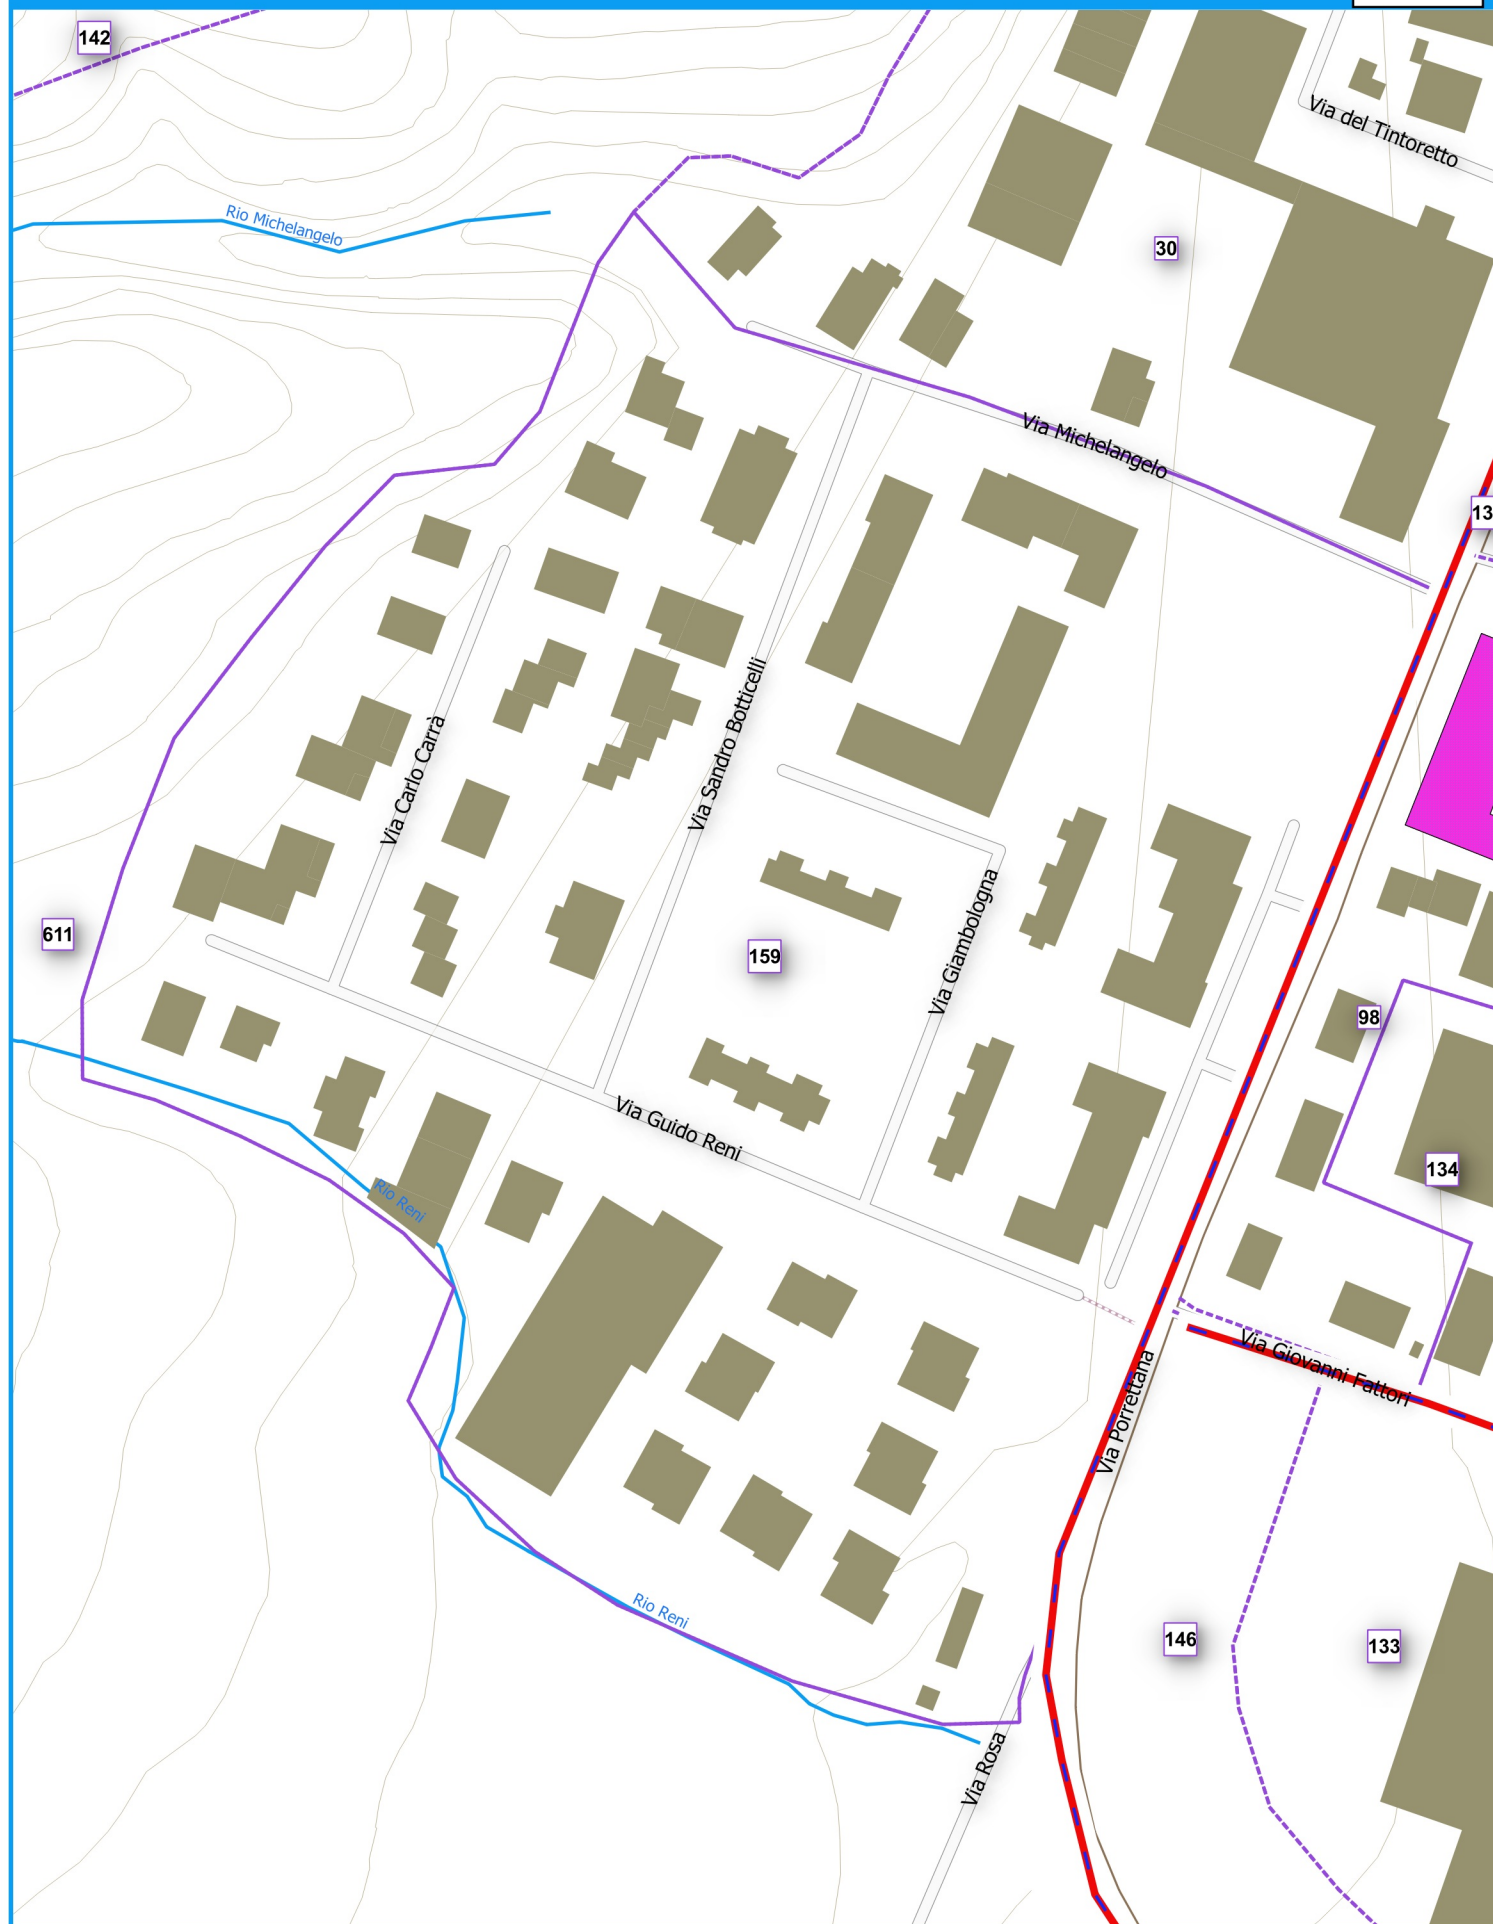 142
Via del Tintoretto
Rio Michelangelo
30
Via Michelangelo
13
Via Sandro Botticelli
Via Carlo Carrà
Via Giambologna
611
159
98
Via Guido Reni
134
Rio Reni
Via Giovanni Fattori
Via Porrettana
Rio Reni
146
133
Via Rosa